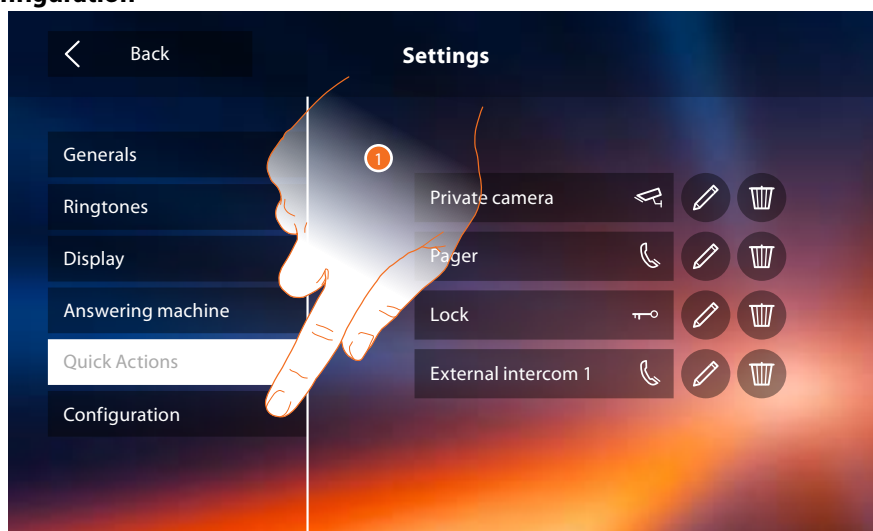 Back
Settings
Generals
Ringtones
Display
Answering machine
Quick Actions
Configuration
1
Private camera
Pager
Lock
External intercom 1